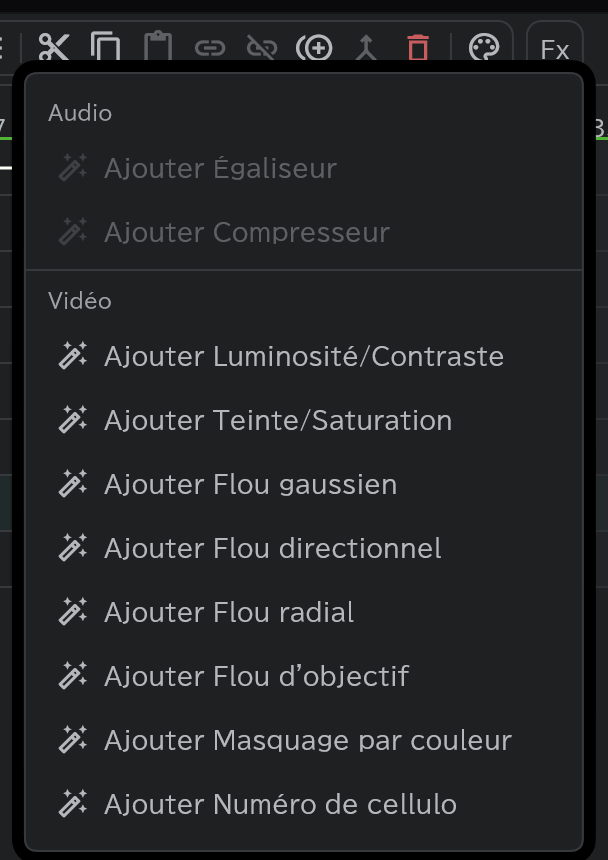 Fx
Audio
Ajouter Égaliseur
Ajouter Compresseur
Vidéo
Ajouter Luminosité/Contraste
Ajouter Teinte/Saturation
Ajouter Flou gaussien
Ajouter Flou directionnel
Ajouter Flou radial
Ajouter Flou d’objectif
Ajouter Masquage par couleur
Ajouter Numéro de cellulo